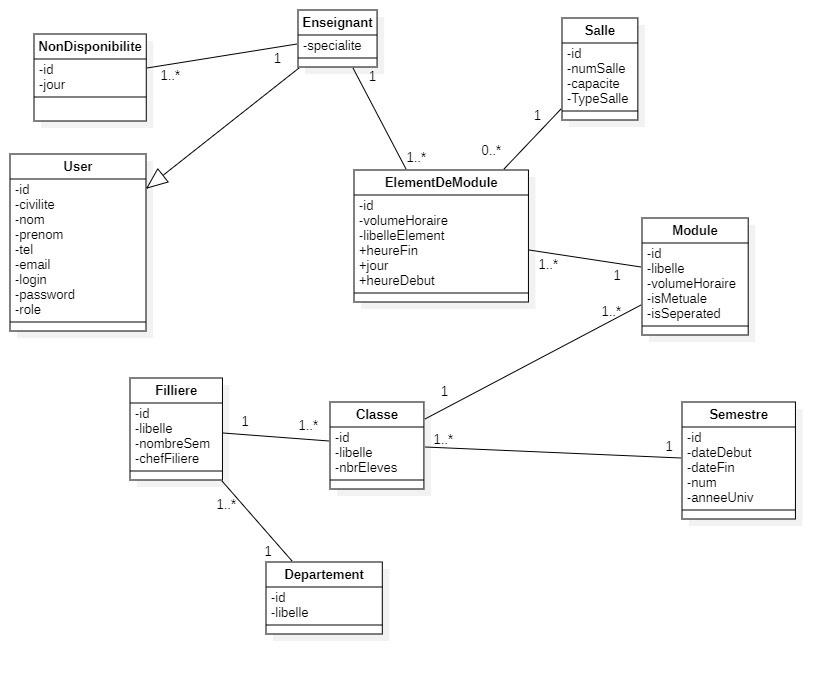 Enseignant
-specialite
NonDisponibilite
-id
-jour
1
1..*
1
1..*
Salle
-id
-numSalle
-capacite
-TypeSalle
1
0..*
User
-id
-civilite
-nom
-prenom
-tel
-email
-login
-password
-role
ElementDeModule
-id
-volumeHoraire
-libelleElement
+heureFin
+jour
+heureDebut
1..*
1
Module
-id
-libelle
-volumeHoraire
-isMetuale
-isSeperated
1..*
1
Filliere
-id
-libelle
-nombreSem
-chefFiliere
1
1..*
Classe
-id
-libelle
-nbrEleves
1..*
1
Semestre
-id
-dateDebut
-dateFin
-num
-anneeUniv
1..*
1
Departement
-id
-libelle